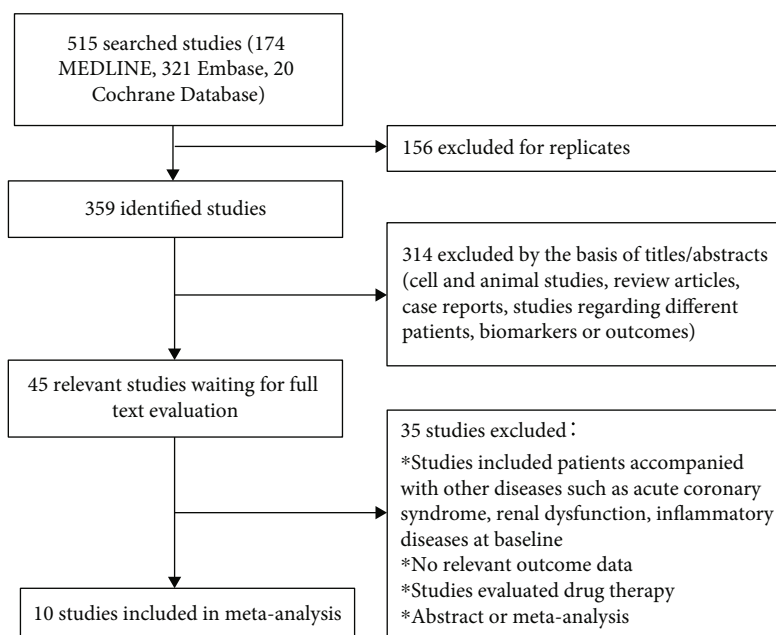 515 searched studies (174
MEDLINE, 321 Embase, 20
Cochrane Database)
156 excluded for replicates
359 identified studies
314 excluded by the basis of titles/abstracts
(cell and animal studies, review articles,
case reports, studies regarding different
patients, biomarkers or outcomes)
45 relevant studies waiting for full
text evaluation
35 studies excluded:
*Studies included patients accompanied
with other diseases such as acute coronary
syndrome, renal dysfunction, inflammatory
diseases at baseline
*No relevant outcome data
*Studies evaluated drug therapy
*Abstract or meta-analysis
10 studies included in meta-analysis